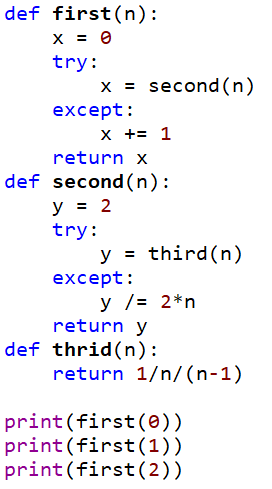 def first(n):
    x = 0
    try:
        x = second(n)
    except:
        x += 1
    return x
def second(n):
    y = 2
    try:
        y = third(n)
    except:
        y /= 2*n
    return y
def thrid(n):
    return 1/n/(n-1)

print(first(0))
print(first(1))
print(first(2))